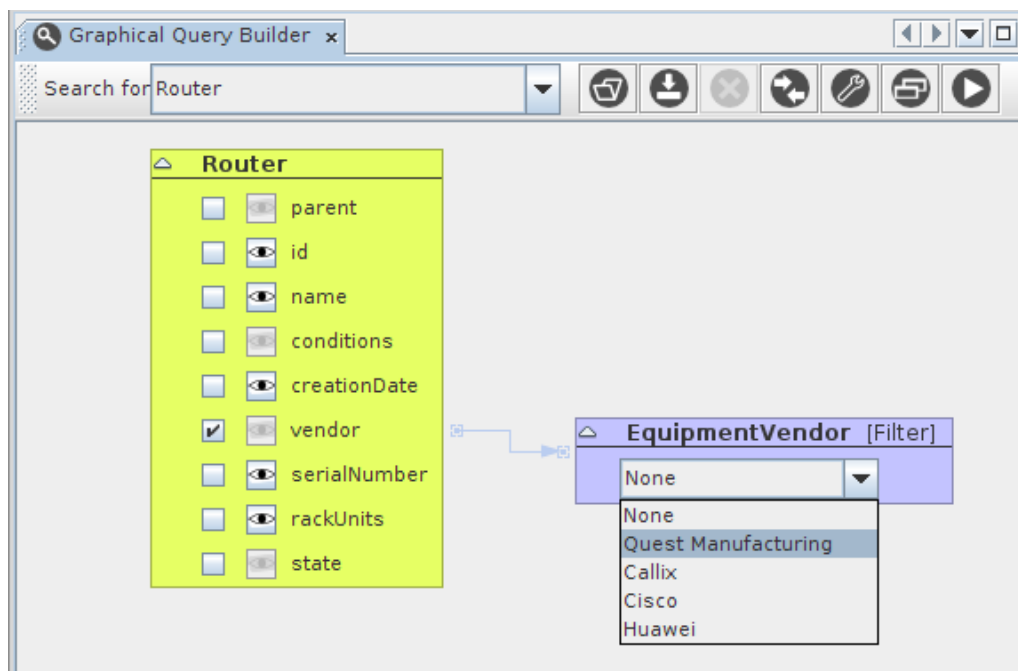 Graphical Query Builder x
Search for Router
Router
parent
id
name
conditions
creationDate
vendor
serialNumber
rackUnits
state
EquipmentVendor [Filter]
None
None
Quest Manufacturing
Callix
Cisco
Huawei